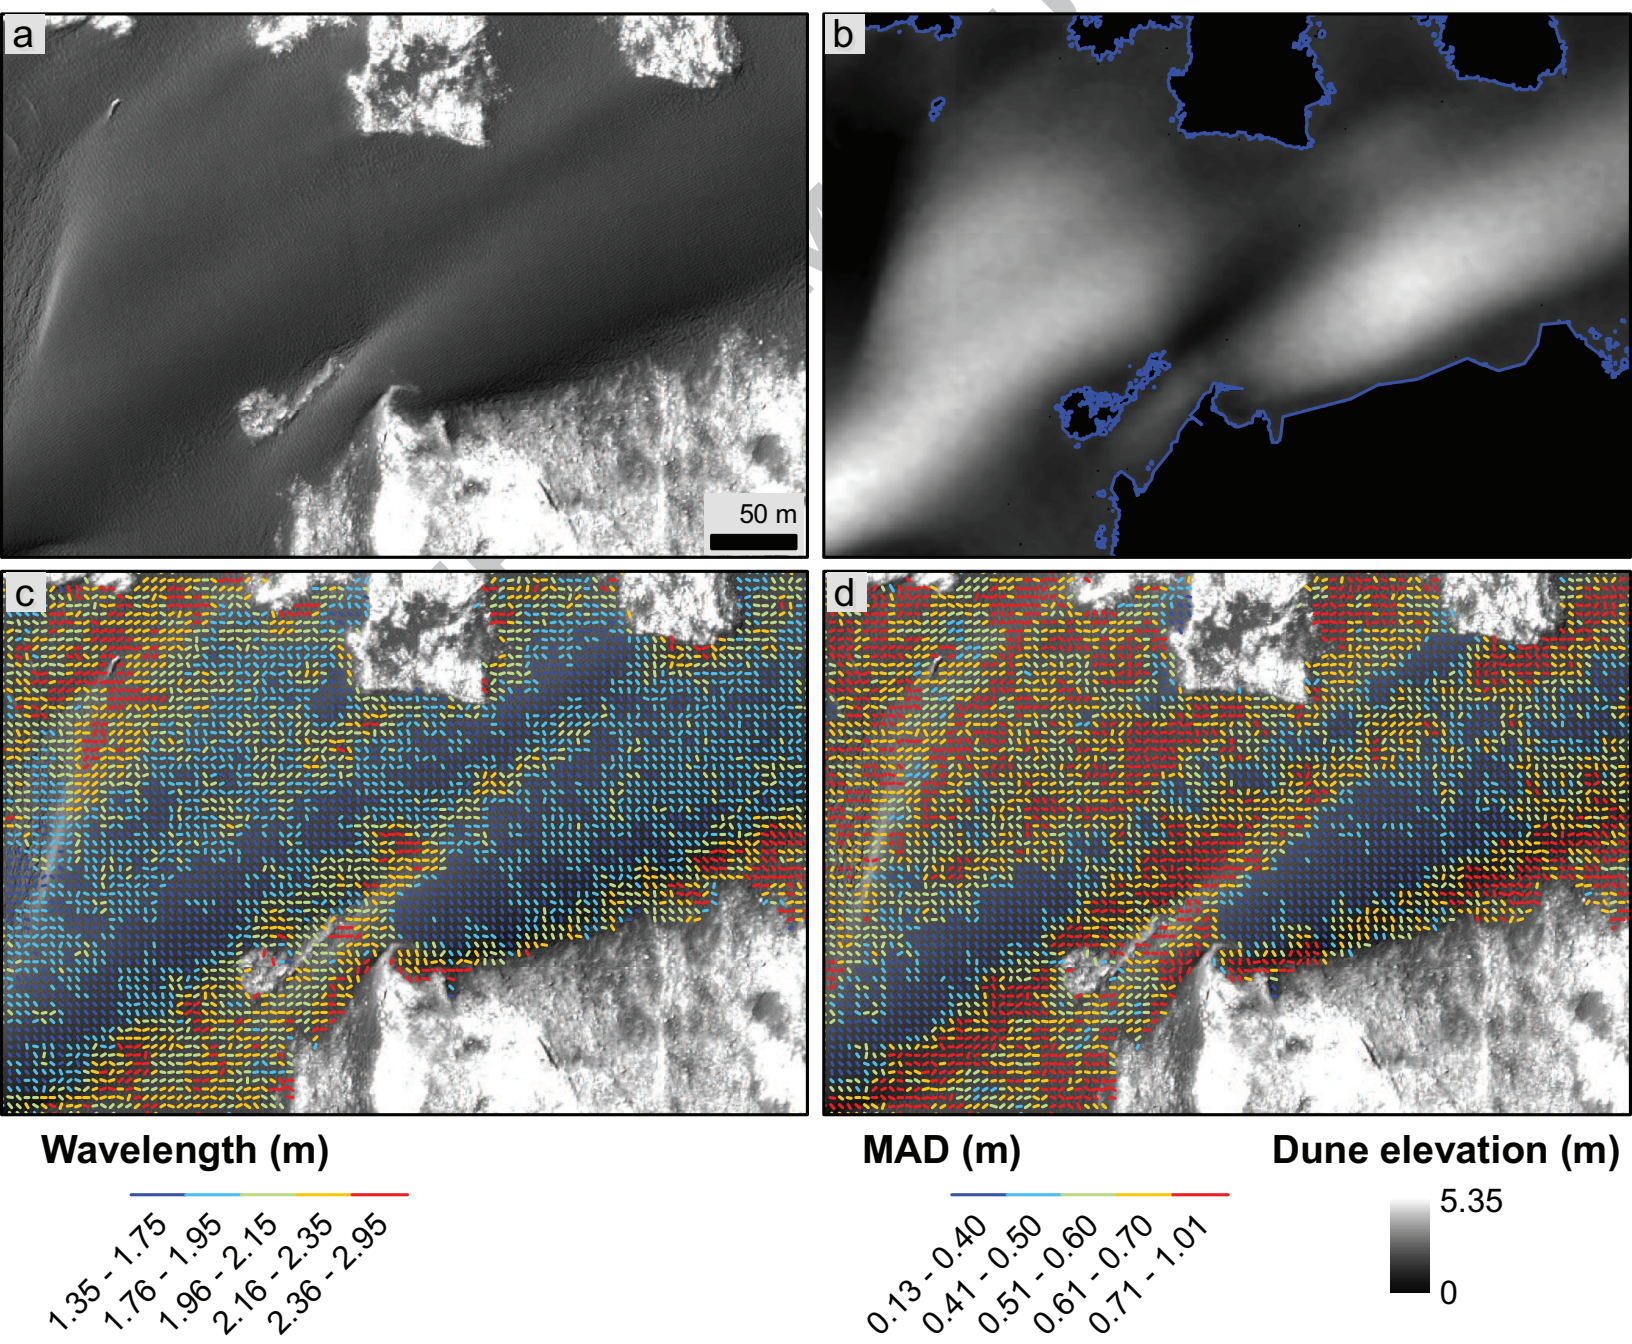 a
b
50 m
c
d
Wavelength (m)
1.35 - 1.75
1.76 - 1.95
1.96 - 2.15
2.16 - 2.35
2.36 - 2.95
MAD (m)
0.13 - 0.40
0.41 - 0.50
0.51 - 0.60
0.61 - 0.70
0.71 - 1.01
Dune elevation (m)
5.35
0